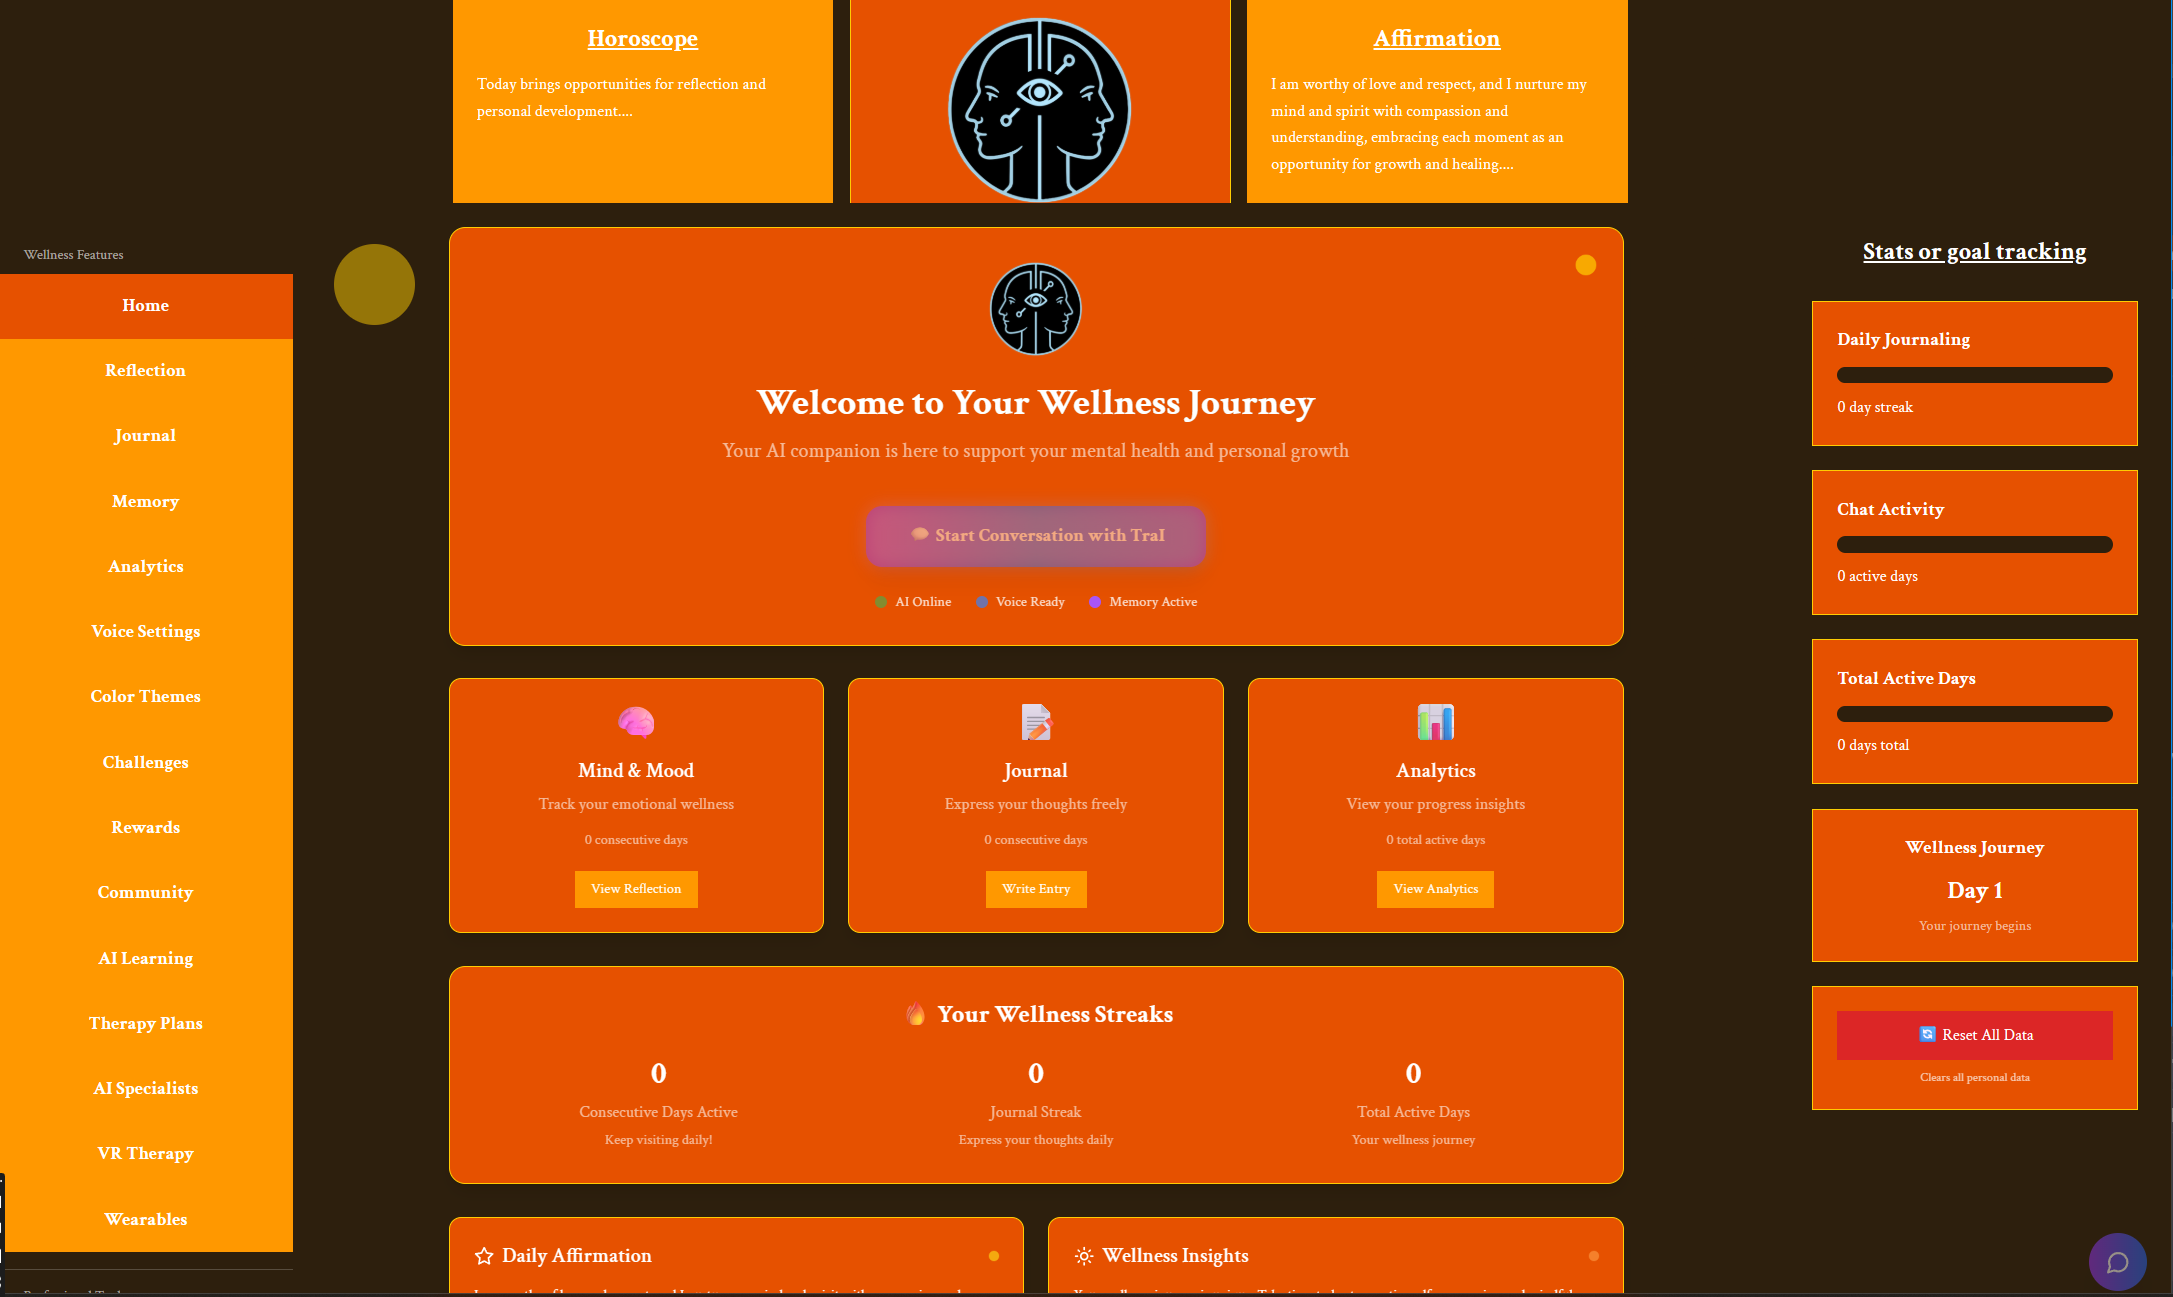 Horoscope
Today brings opportunities for reflection and
personal development....
Affirmation
I am worthy of love and respect, and I nurture my
mind and spirit with compassion and
understanding, embracing each moment as an
opportunity for growth and healing....
Wellness Features
Home
Reflection
Journal
Memory
Analytics
Voice Settings
Color Themes
Challenges
Rewards
Community
AI Learning
Therapy Plans
AI Specialists
VR Therapy
Wearables
Welcome to Your Wellness Journey
Your AI companion is here to support your mental health and personal growth
Start Conversation with TraI
AI Online
Voice Ready
Memory Active
Mind & Mood
Track your emotional wellness
0 consecutive days
View Reflection
Journal
Express your thoughts freely
0 consecutive days
Write Entry
Analytics
View your progress insights
0 total active days
View Analytics
Your Wellness Streaks
0
Consecutive Days Active
Keep visiting daily!
0
Journal Streak
Express your thoughts daily
0
Total Active Days
Your wellness journey
Daily Affirmation
Wellness Insights
Stats or goal tracking
Daily Journaling
0 day streak
Chat Activity
0 active days
Total Active Days
0 days total
Wellness Journey
Day 1
Your journey begins
Reset All Data
Clears all personal data